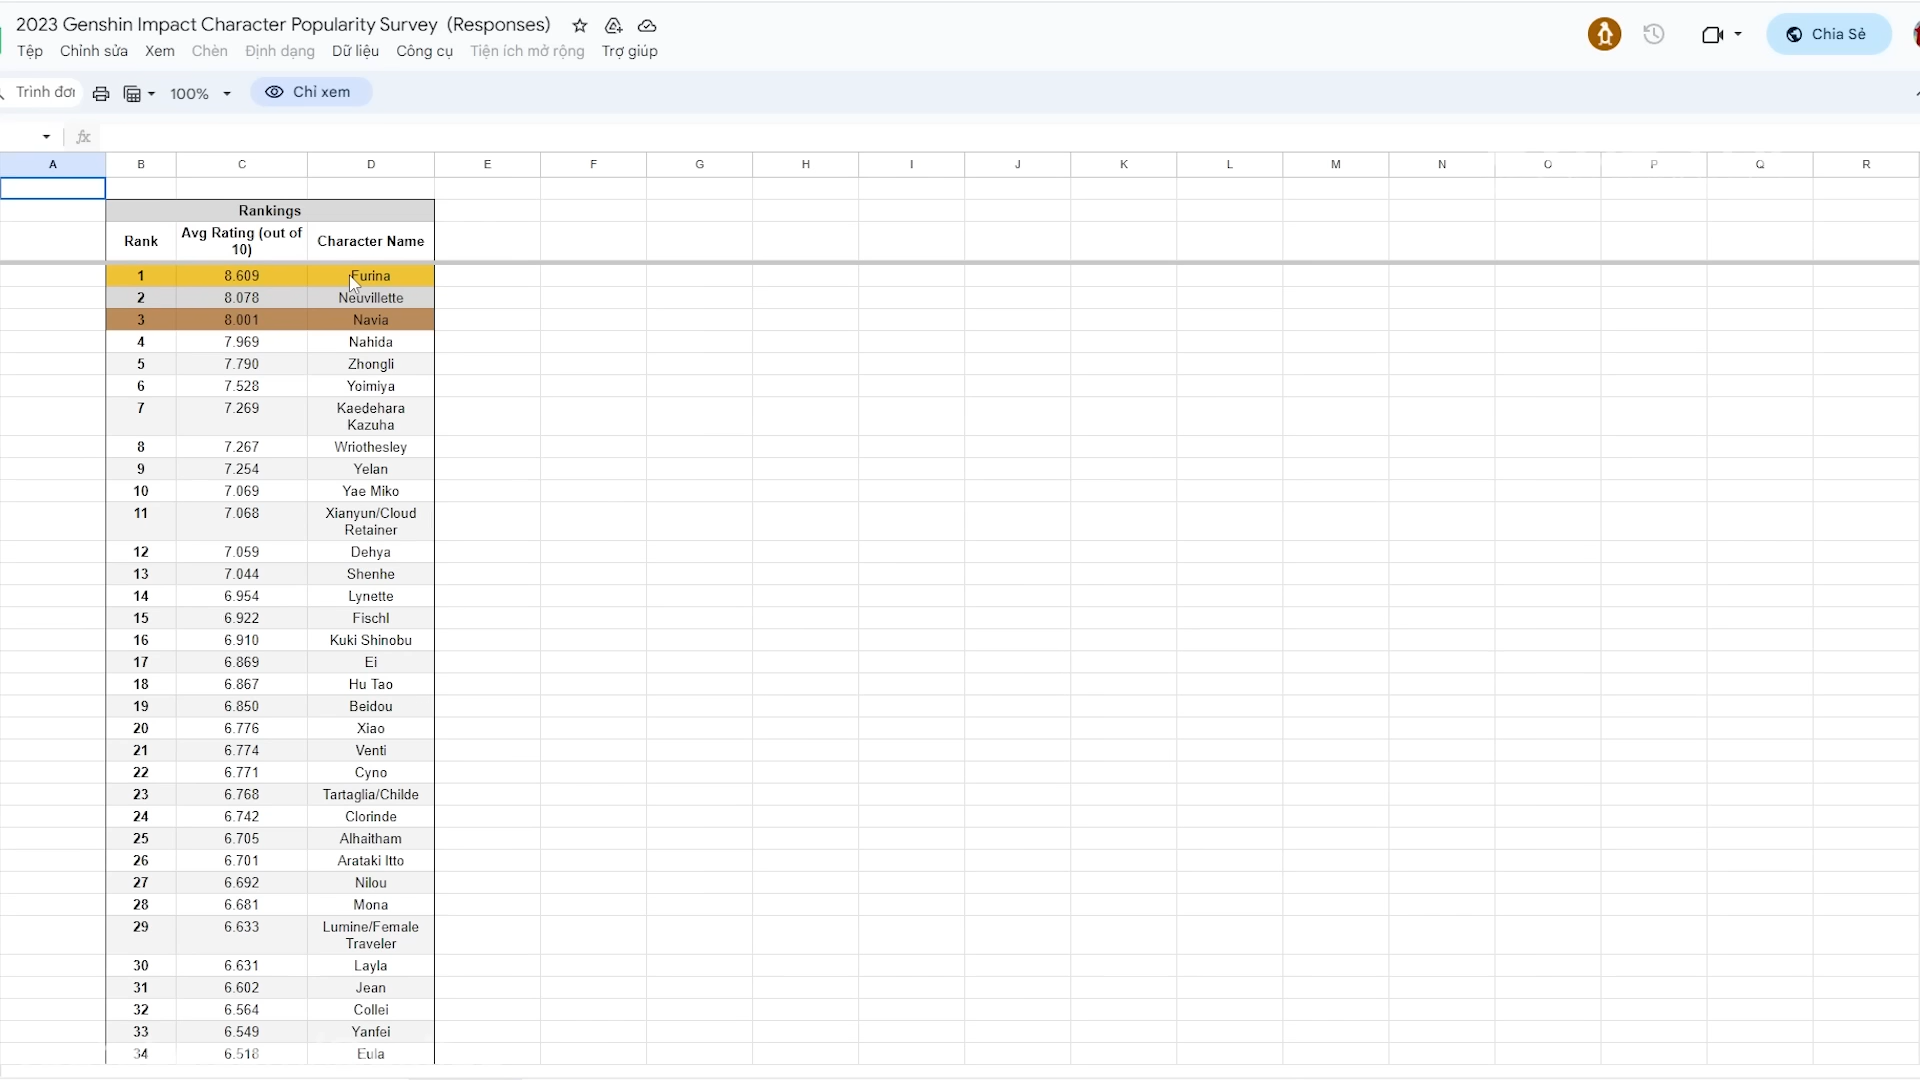 2023 Genshin Impact Character Popularity Survey (Responses)
Tệp Chỉnh sửa Xem Chèn Định dạng Dữ liệu Công cụ Tiện ích mở rộng Trợ giúp
Chia Sẻ
Trình đơn 100% Chỉ xem
fx
A B C D E F G H I J K L M N O P Q R
Rankings
Rank Avg Rating (out of 10) Character Name
1 8.609 Furina
2 8.078 Neuvillette
3 8.001 Navia
4 7.969 Nahida
5 7.790 Zhongli
6 7.528 Yoimiya
7 7.269 Kaedehara
Kazuha
8 7.267 Wriothesley
9 7.254 Yelan
10 7.069 Yae Miko
11 7.068 Xianyun/Cloud
Retainer
12 7.059 Dehya
13 7.044 Shenhe
14 6.954 Lynette
15 6.922 Fischl
16 6.910 Kuki Shinobu
17 6.869 Ei
18 6.867 Hu Tao
19 6.850 Beidou
20 6.776 Xiao
21 6.774 Venti
22 6.771 Cyno
23 6.768 Tartaglia/Childe
24 6.742 Clorinde
25 6.705 Alhaitham
26 6.701 Arataki Itto
27 6.692 Nilou
28 6.681 Mona
29 6.633 Lumine/Female
Traveler
30 6.631 Layla
31 6.602 Jean
32 6.564 Collei
33 6.549 Yanfei
34 6.518 Eula